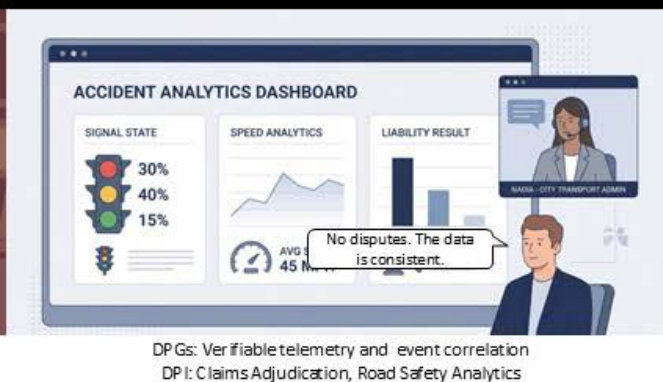 ACCIDENT ANALYTICS DASHBOARD
SIGNAL STATE
30%
40%
15%
SPEED ANALYTICS
AVG
45
LIABILITY RESULT
NADIA - CITY TRANSPORT ADMIN
No disputes. The data
is consistent.
DPGs: Verifiable telemetry and event correlation
DPI: Claims Adjudication, Road Safety Analytics